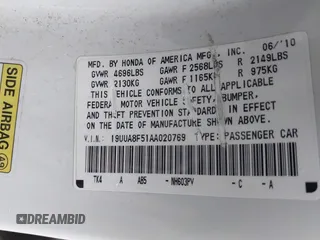 MFD. BY HONDA OF AMERICA MFG., INC. 06/'10
GVWR 4696LBS GAWR F 2568LBS R 2149LBS
GVWR 2130KG GAWR F 1165KG R 975KG
THIS VEHICLE CONFORMS TO ALL APPLICABLE
FEDERAL MOTOR VEHICLE SAFETY, BUMPER,
AND THEFT PREVENTION STANDARDS IN EFFECT
ON THE DATE OF MANUFACTURE SHOWN ABOVE.
V.I.N.: 19UUA8F51AA020769 TYPE: PASSENGER CAR
TK4 A A85 - NH603PV - C - A
SIDE AIRBAG
AUTOBIDMASTER